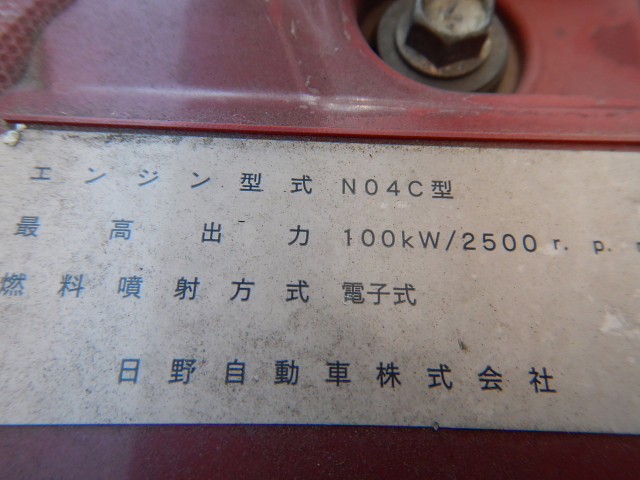 エンジン型式 N04C型
最高出力 100kW/2500 r. p.
燃料噴射方式 電子式
日野自動車株式会社